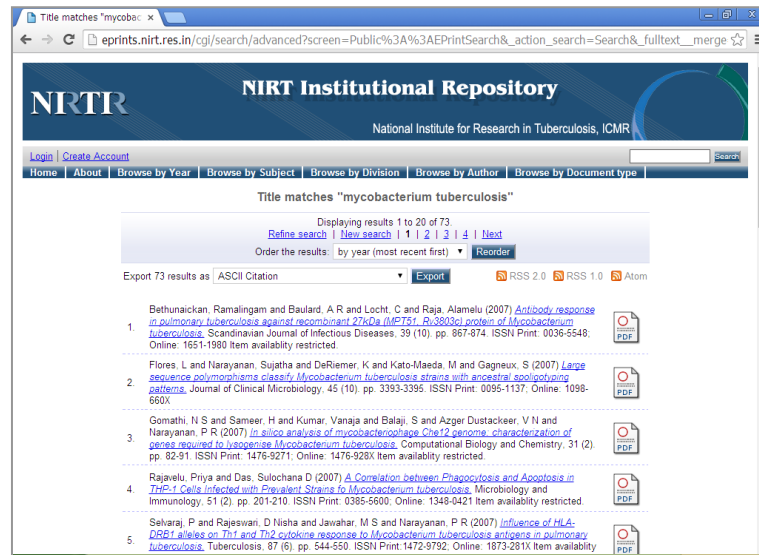 Title matches "mycobac
eprints.nirt.res.in/cgi/search/advanced?screen=Public%3A%3AEPrintSearch&_action_search=Search&_fulltext__merge
NIRTIR
NIRT Institutional Repository
National Institute for Research in Tuberculosis, ICMR
Login | Create Account
Search
Home | About | Browse by Year | Browse by Subject | Browse by Division | Browse by Author | Browse by Document type
Title matches "mycobacterium tuberculosis"
Displaying results 1 to 20 of 73.
Refine search | New search | 1 | 2 | 3 | 4 | Next
Order the results: by year (most recent first) Reorder
Export 73 results as ASCII Citation Export RSS 2.0 RSS 1.0 Atom
Bethunaickan, Ramalingam and Baulard, A R and Locht, C and Raja, Alamelu (2007) Antibody response
1. in pulmonary tuberculosis against recombinant 27kDa (MPT51, Rv3803c) protein of Mycobacterium
tuberculosis. Scandinavian Journal of Infectious Diseases, 39 (10). pp. 867-874. ISSN Print: 0036-5548;
Online: 1651-1980 Item availablity restricted.
PDF
Flores, L and Narayanan, Sujatha and DeRiemer, K and Kato-Maeda, M and Gagneux, S (2007) Large
2. sequence polymorphisms classify Mycobacterium tuberculosis strains with ancestral spoligotyping
patterns. Journal of Clinical Microbiology, 45 (10). pp. 3393-3395. ISSN Print: 0095-1137; Online: 1098-
660X
PDF
Gomathi, N S and Sameer, H and Kumar, Vanaja and Balaji, S and Azger Dustackeer, V N and
3. Narayanan, P R (2007) In silico analysis of mycobacteriophage Che12 genome: characterization of
genes required to lysogenise Mycobacterium tuberculosis. Computational Biology and Chemistry, 31 (2).
pp. 82-91. ISSN Print: 1476-9271; Online: 1476-928X Item availablity restricted.
PDF
Rajavelu, Priya and Das, Sulochana D (2007) A Correlation between Phagocytosis and Apoptosis in
4. THP-1 Cells Infected with Prevalent Strains fo Mycobacterium tuberculosis. Microbiology and
Immunology, 51 (2). pp. 201-210. ISSN Print: 0385-5600; Online: 1348-0421 Item availablity restricted.
PDF
Selvaraj, P and Rajeswari, D Nisha and Jawahar, M S and Narayanan, P R (2007) Influence of HLA-
5. DRB1 alleles on Th1 and Th2 cytokine response to Mycobacterium tuberculosis antigens in pulmonary
tuberculosis. Tuberculosis, 87 (6). pp. 544-550. ISSN Print:1472-9792; Online: 1873-281X Item availablity
PDF